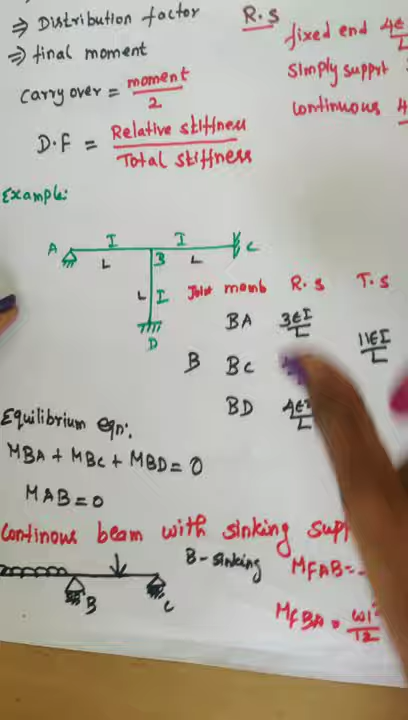 ⇒ Distribution factor
⇒ final moment
Carry over = moment / 2
D.F = Relative stiffness / Total stiffness
R.S
fixed end 4EI / L
Simply supprt
continuous 4
Example:
A I I C
B
L L
L I
D
Joint memb R.S T.S
BA 3EI / L
B BC 11EI / L
BD 4EI / L
Equilibrium eqn:
MBA + MBC + MBD = 0
MAB = 0
Continous beam with sinking supp
B C
B - sinking
MFAB = -
MFBA = wl² / 12